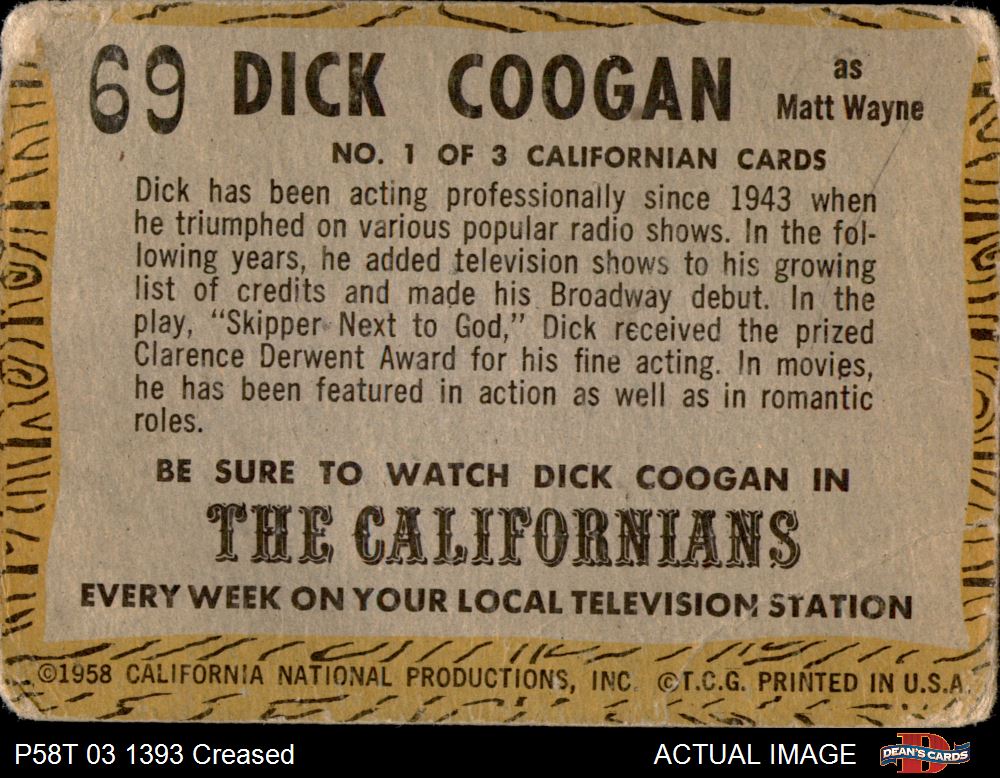 69 DICK COOGAN as Matt Wayne
NO. 1 OF 3 CALIFORNIAN CARDS
Dick has been acting professionally since 1943 when
he triumphed on various popular radio shows. In the fol-
lowing years, he added television shows to his growing
list of credits and made his Broadway debut. In the
play, "Skipper Next to God," Dick received the prized
Clarence Derwent Award for his fine acting. In movies,
he has been featured in action as well as in romantic
roles.
BE SURE TO WATCH DICK COOGAN IN
THE CALIFORNIANS
EVERY WEEK ON YOUR LOCAL TELEVISION STATION
©1958 CALIFORNIA NATIONAL PRODUCTIONS, INC. ©T.C.G. PRINTED IN U.S.A.
P58T 03 1393 Creased
ACTUAL IMAGE
DEAN'S CARDS